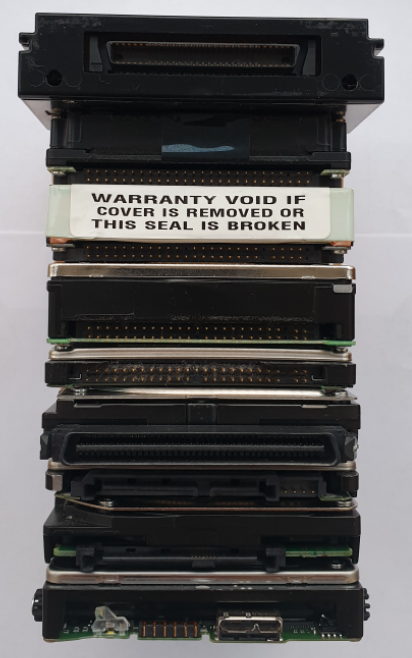 WARRANTY VOID IF
COVER IS REMOVED OR
THIS SEAL IS BROKEN